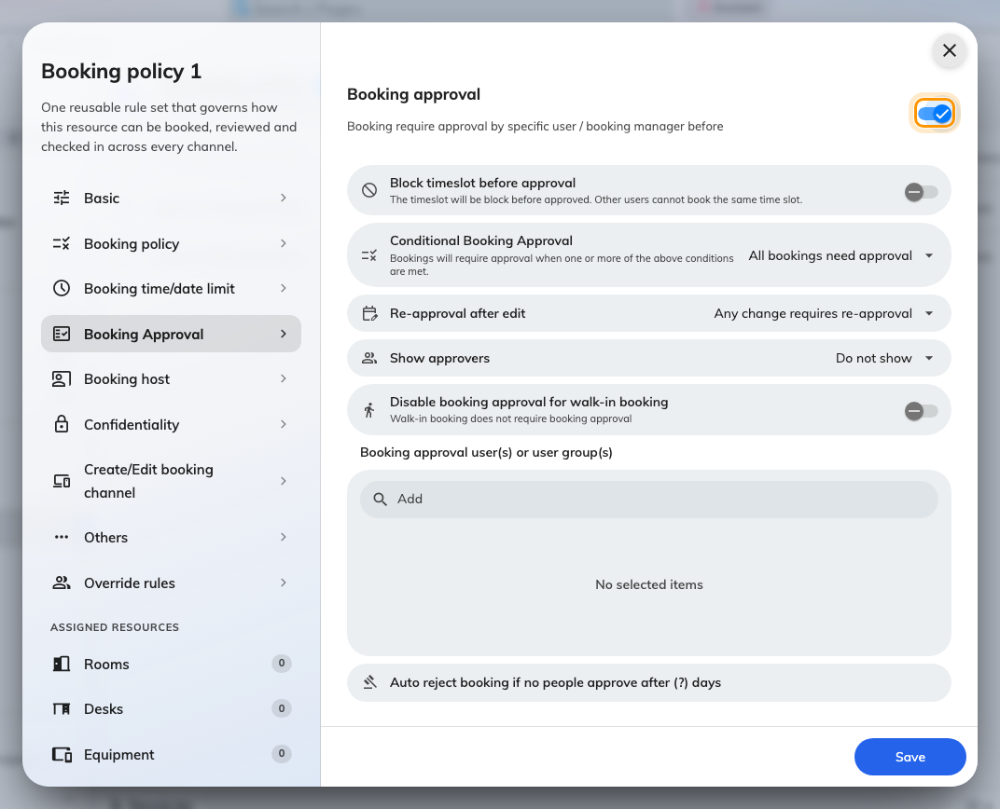 Booking policy 1
One reusable rule set that governs how
this resource can be booked, reviewed and
checked in across every channel.
Basic
Booking policy
Booking time/date limit
Booking Approval
Booking host
Confidentiality
Create/Edit booking
channel
Others
Override rules
ASSIGNED RESOURCES
Rooms 0
Desks 0
Equipment 0
Booking approval
Booking require approval by specific user / booking manager before
Block timeslot before approval
The timeslot will be block before approved. Other users cannot book the same time slot.
Conditional Booking Approval
Bookings will require approval when one or more of the above conditions
are met.
All bookings need approval
Re-approval after edit
Any change requires re-approval
Show approvers
Do not show
Disable booking approval for walk-in booking
Walk-in booking does not require booking approval
Booking approval user(s) or user group(s)
Add
No selected items
Auto reject booking if no people approve after (?) days
Save